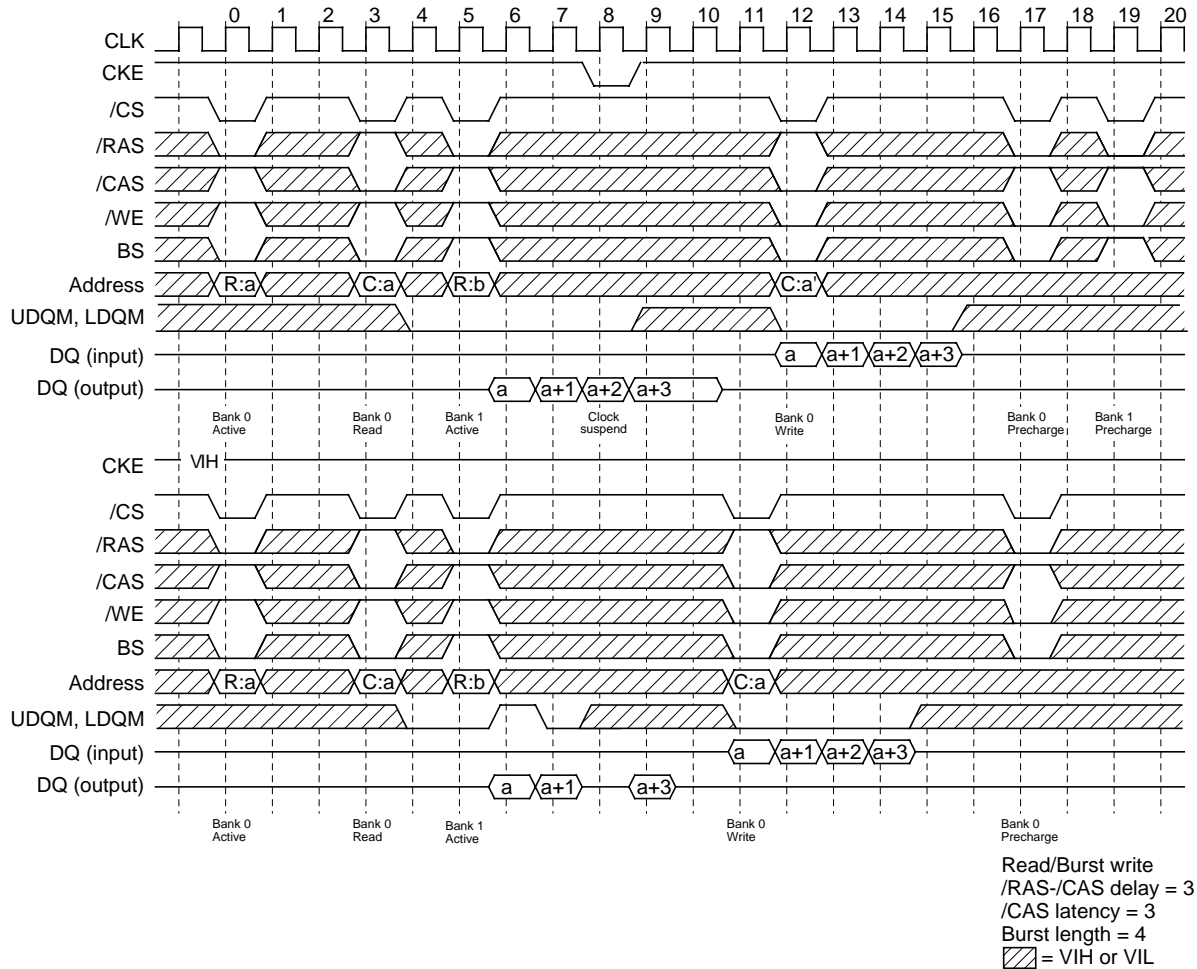 0 1 2 3 4 5 6 7 8 9 10 11 12 13 14 15 16 17 18 19 20
CLK
CKE
/CS
/RAS
/CAS
/WE
BS
Address R:a C:a R:b C:a'
UDQM, LDQM
DQ (input) a a+1 a+2 a+3
DQ (output) a a+1 a+2 a+3
Bank 0 Bank 0 Bank 1 Clock Bank 0 Bank 0 Bank 1
Active Read Active suspend Write Precharge Precharge
CKE VIH
/CS
/RAS
/CAS
/WE
BS
Address R:a C:a R:b C:a
UDQM, LDQM
DQ (input) a a+1 a+2 a+3
DQ (output) a a+1 a+3
Bank 0 Bank 0 Bank 1 Bank 0 Bank 0
Active Read Active Write Precharge
Read/Burst write
/RAS-/CAS delay = 3
/CAS latency = 3
Burst length = 4
= VIH or VIL